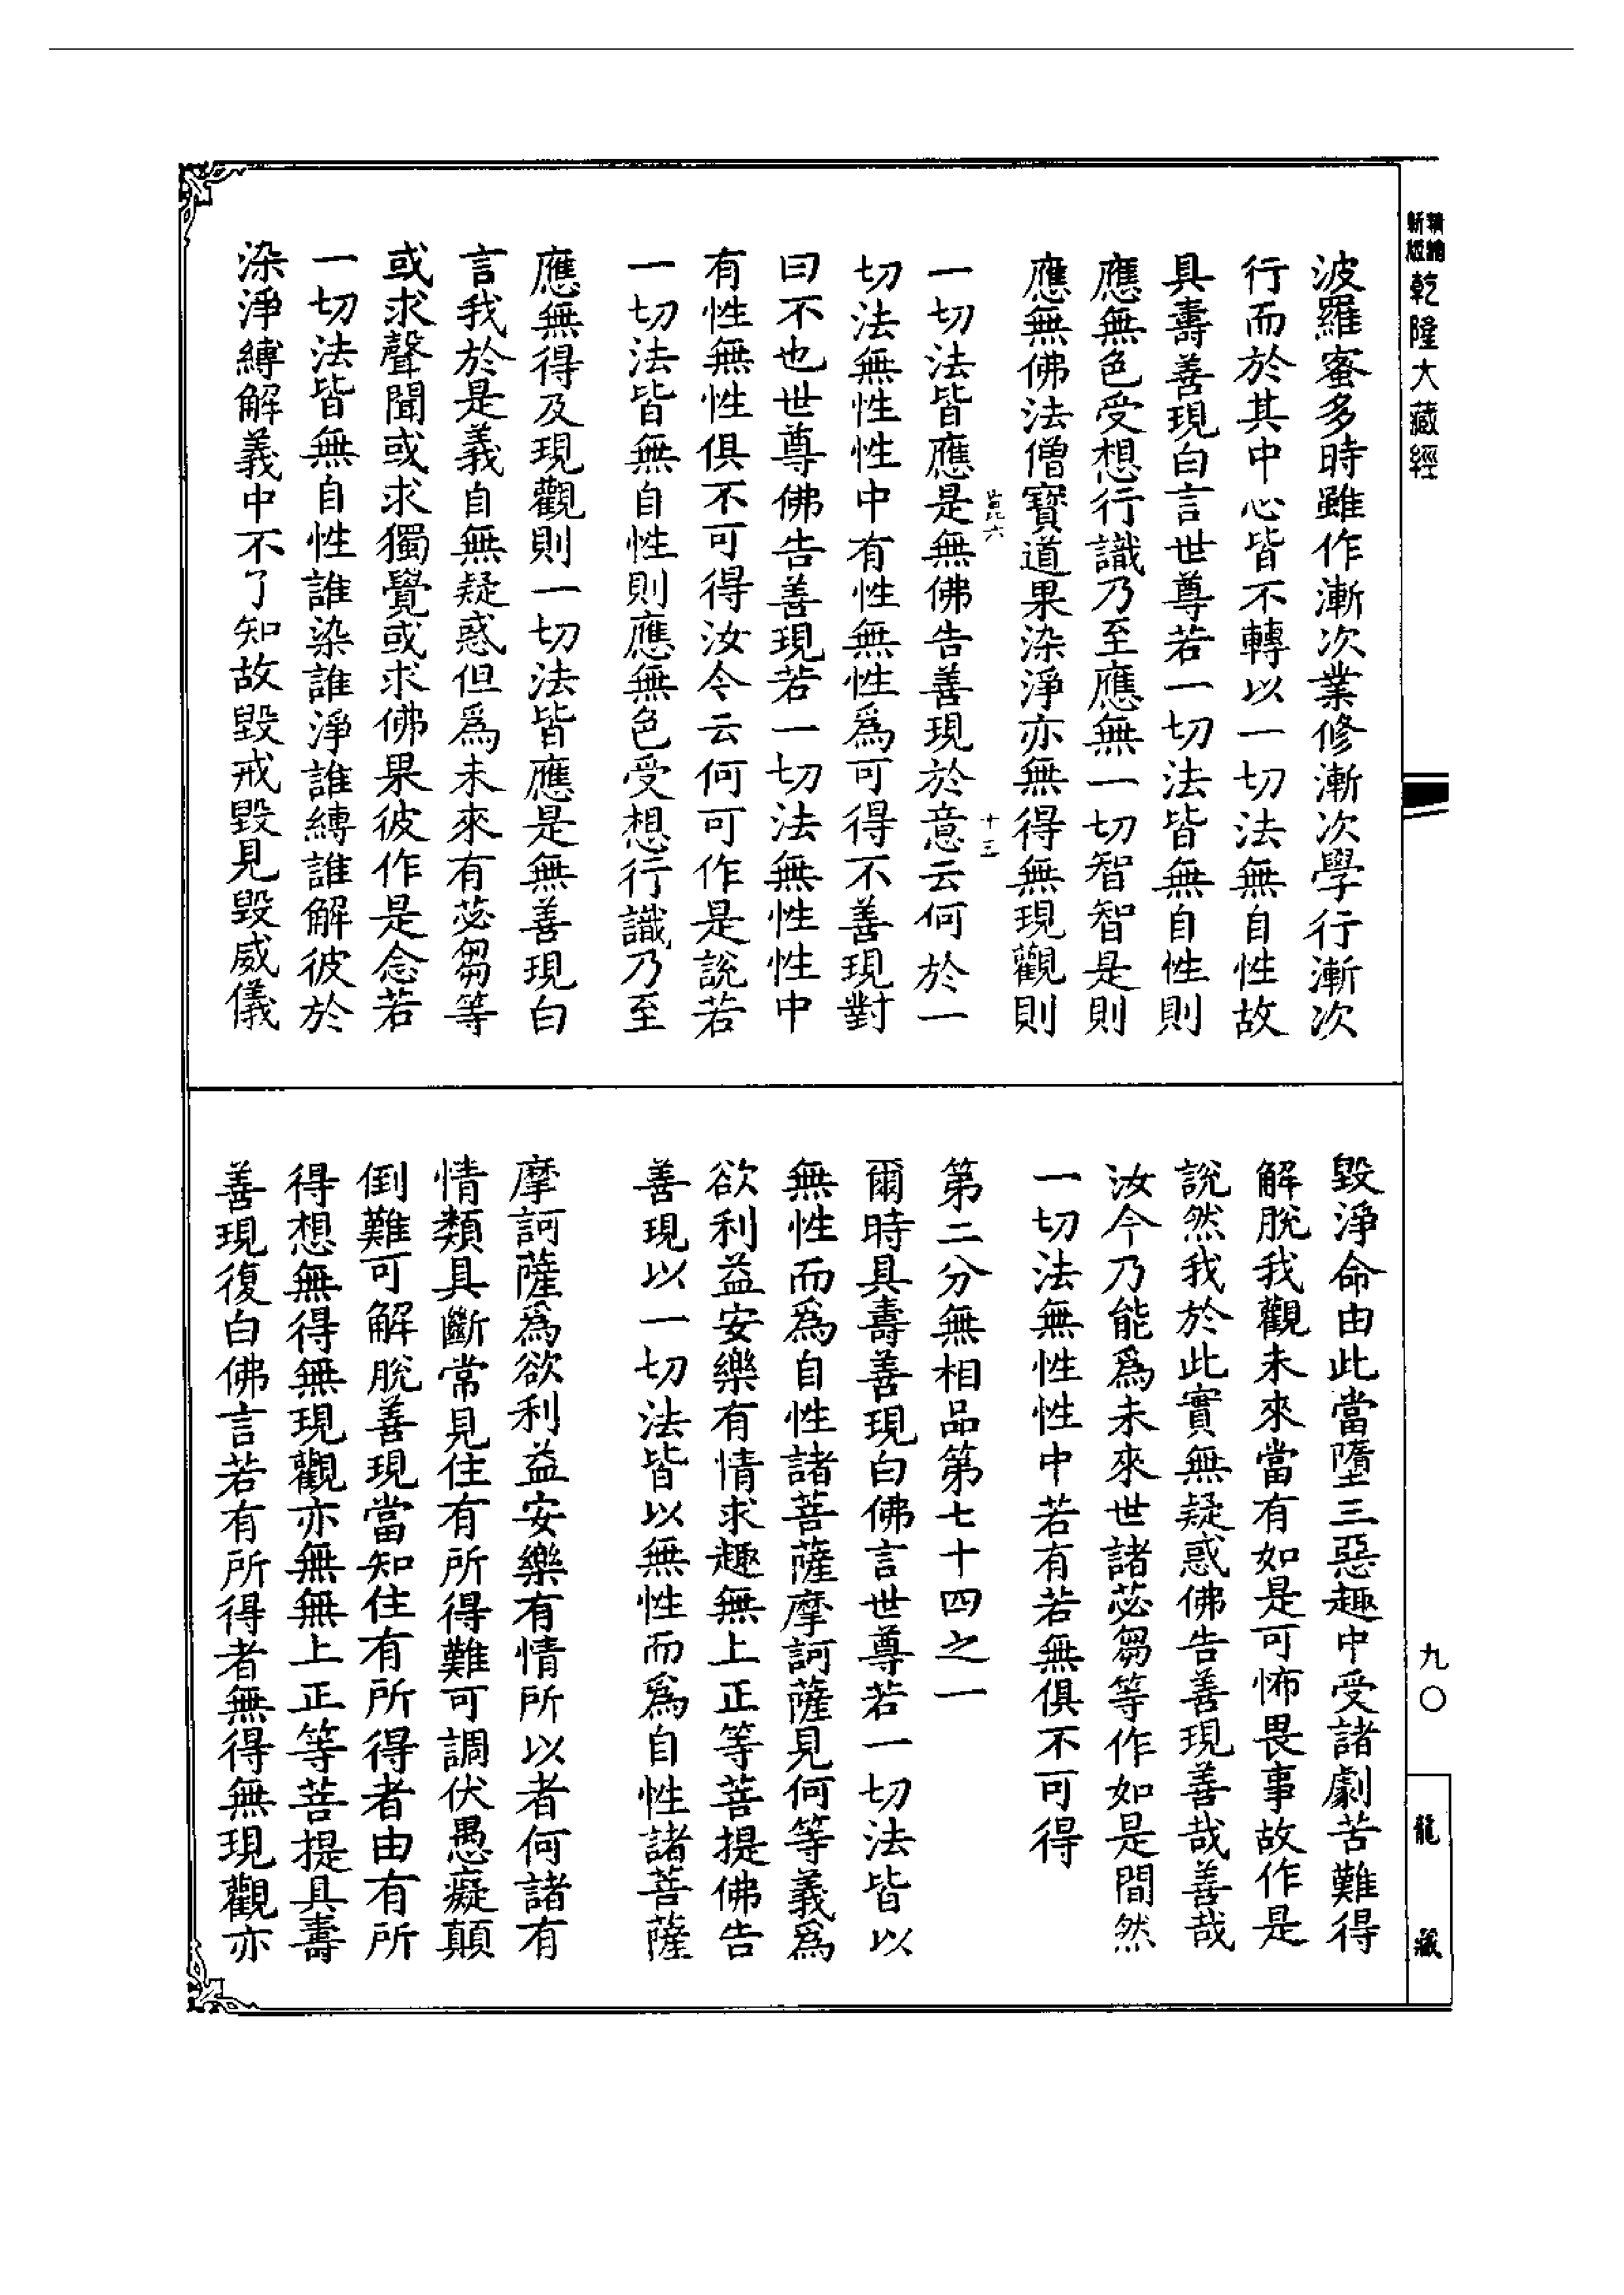 精繪新版乾隆大藏經
波羅蜜多時雖作漸次業修漸次學行漸次
行而於其中心皆不轉以一切法無自性故
具壽善現白言世尊若一切法皆無自性則
應無色受想行識乃至應無一切智智是則
應無佛法僧寶道果染淨亦無得無現觀則
六
十三
一切法皆應是無佛告善現於意云何於一
切法無性性中有性無性為可得不善現對
曰不也世尊佛告善現若一切法無性性中
有性無性俱不可得汝今云何可作是說若
一切法皆無自性則應無色受想行識乃至
應無得及現觀則一切法皆應是無善現白
言我於是義自無疑惑但為未來有苾芻等
或求聲聞或求獨覺或求佛果彼作是念若
一切法皆無自性誰染誰淨誰縛誰解彼於
染淨縛解義中不了知故毀戒毀見毀威儀
毀淨命由此當墮三惡趣中受諸劇苦難得
解脫我觀未來當有如是可怖畏事故作是
說然我於此實無疑惑佛告善現善哉善哉
汝今乃能為未來世諸苾芻等作如是問然
一切法無性性中若有若無俱不可得
第二分無相品第七十四之一
爾時具壽善現白佛言世尊若一切法皆以
無性而為自性諸菩薩摩訶薩見何等義為
欲利益安樂有情求趣無上正等菩提佛告
善現以一切法皆以無性而為自性諸菩薩
摩訶薩為欲利益安樂有情所以者何諸有
情類具斷常見住有所得難可調伏愚癡顛
倒難可解脫善現當知住有所得者由有所
得想無得無現觀亦無無上正等菩提具壽
善現復白佛言若有所得者無得無現觀亦
九〇
龍藏